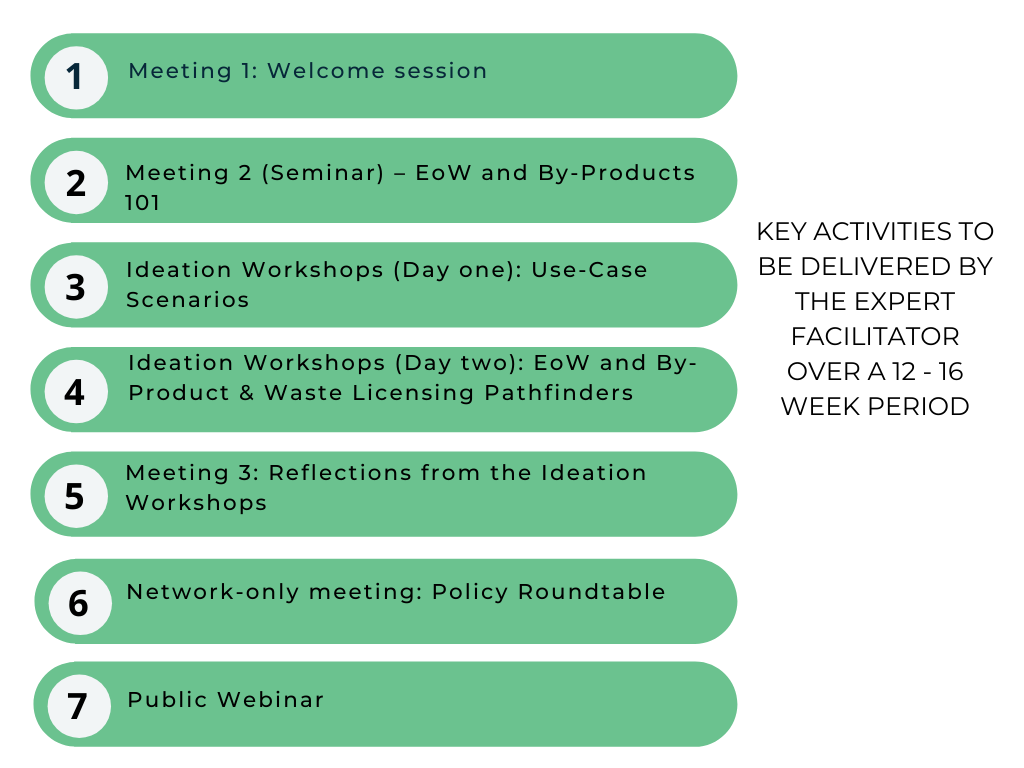 1
Meeting 1: Welcome session
2
Meeting 2 (Seminar) – EoW and By-Products
101
3
Ideation Workshops (Day one): Use-Case
Scenarios
4
Ideation Workshops (Day two): EoW and By-
Product & Waste Licensing Pathfinders
5
Meeting 3: Reflections from the Ideation
Workshops
6
Network-only meeting: Policy Roundtable
7
Public Webinar
KEY ACTIVITIES TO
BE DELIVERED BY
THE EXPERT
FACILITATOR
OVER A 12 - 16
WEEK PERIOD